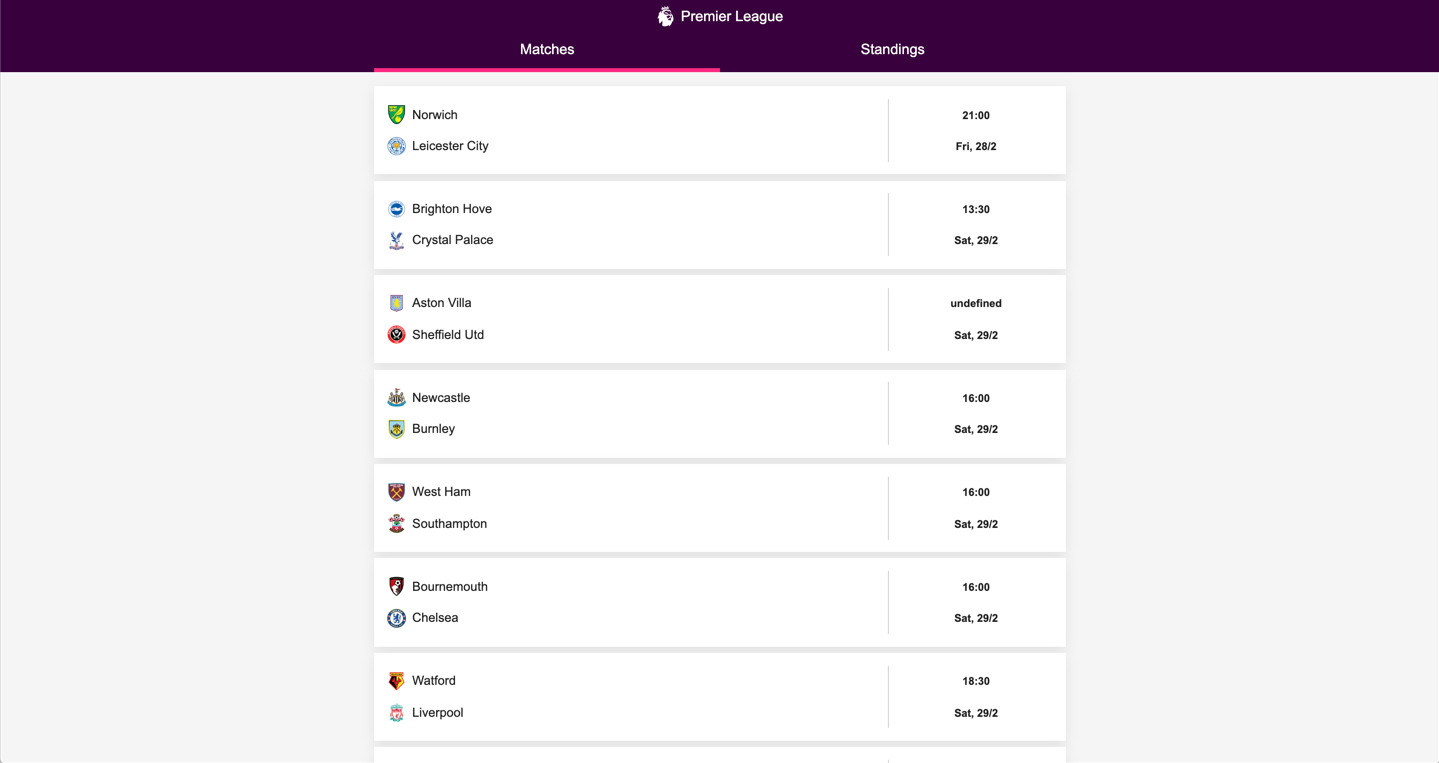 Premier League
Matches
Standings
Norwich
21:00
Leicester City
Fri, 28/2
Brighton Hove
13:30
Crystal Palace
Sat, 29/2
Aston Villa
undefined
Sheffield Utd
Sat, 29/2
Newcastle
16:00
Burnley
Sat, 29/2
West Ham
16:00
Southampton
Sat, 29/2
Bournemouth
16:00
Chelsea
Sat, 29/2
Watford
18:30
Liverpool
Sat, 29/2